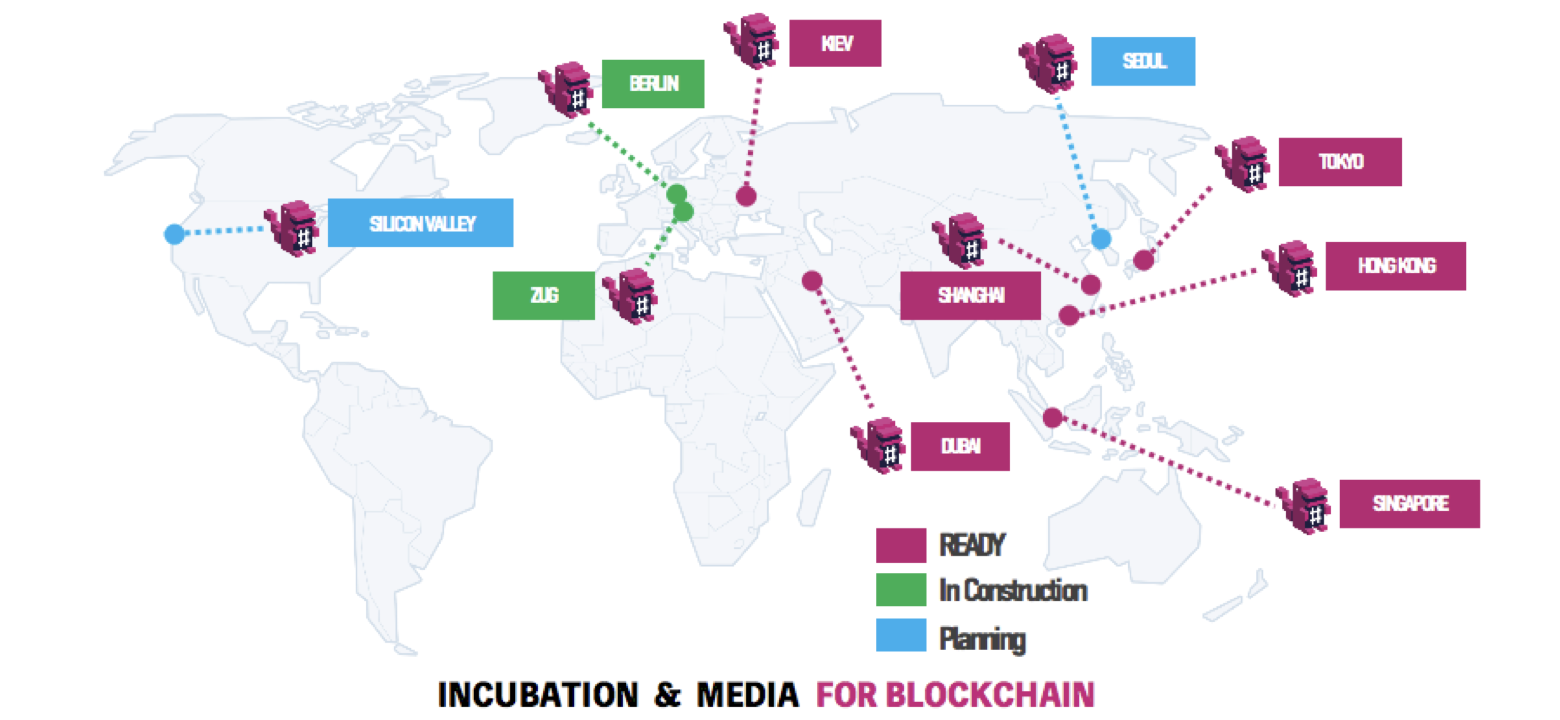 KIEV
SEOUL
BERLIN
TOKYO
SILICON VALLEY
HONG KONG
ZUG
SHANGHAI
DUBAI
SINGAPORE
READY
In Construction
Planning
INCUBATION & MEDIA FOR BLOCKCHAIN